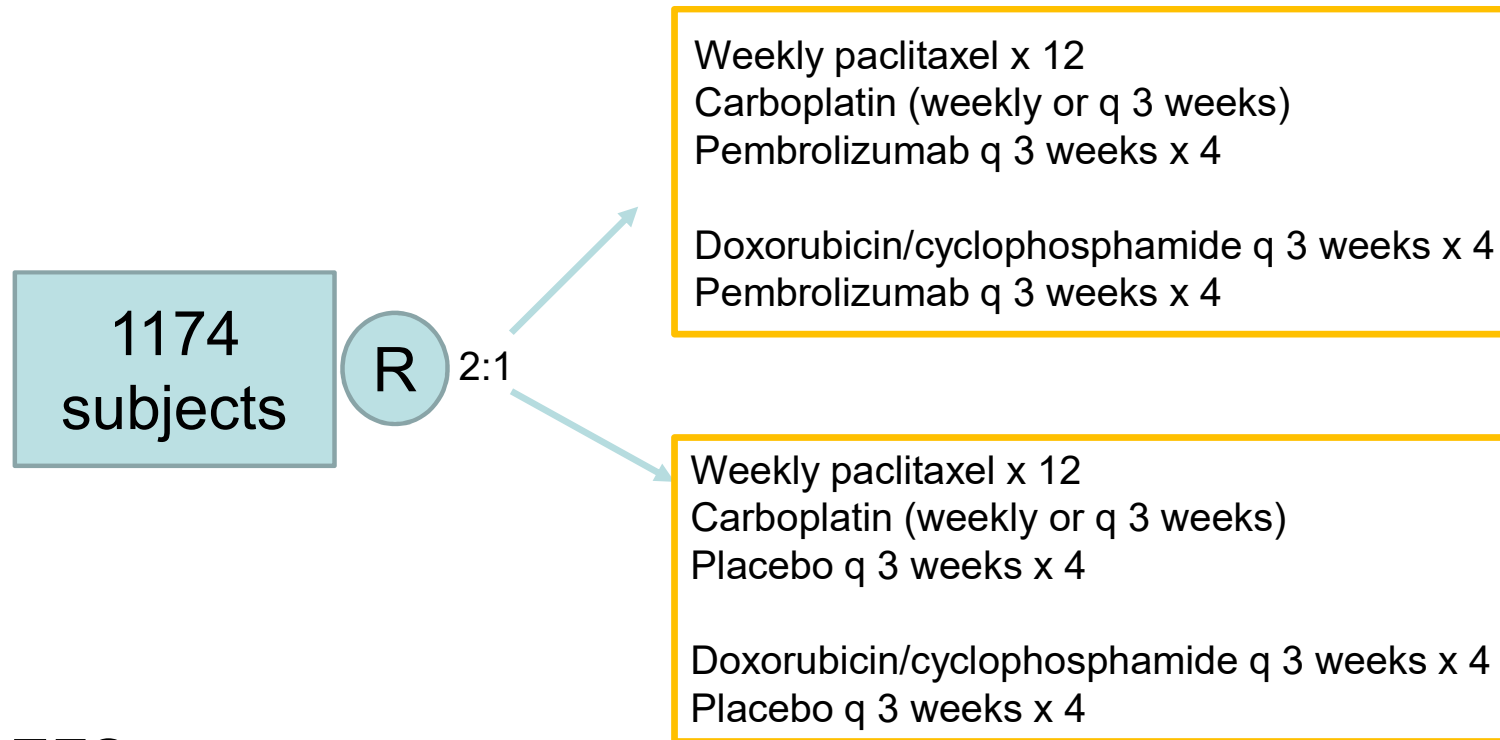 1174
subjects
R
2:1
Weekly paclitaxel x 12
Carboplatin (weekly or q 3 weeks)
Pembrolizumab q 3 weeks x 4
Doxorubicin/cyclophosphamide q 3 weeks x 4
Pembrolizumab q 3 weeks x 4
Weekly paclitaxel x 12
Carboplatin (weekly or q 3 weeks)
Placebo q 3 weeks x 4
Doxorubicin/cyclophosphamide q 3 weeks x 4
Placebo q 3 weeks x 4